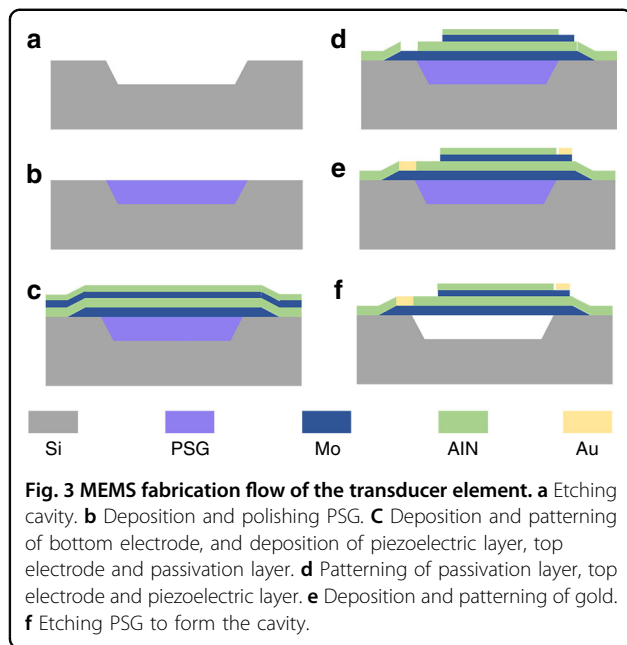 a
d
b
e
c
f
Si PSG Mo AlN Au
Fig. 3 MEMS fabrication flow of the transducer element. a Etching
cavity. b Deposition and polishing PSG. C Deposition and patterning
of bottom electrode, and deposition of piezoelectric layer, top
electrode and passivation layer. d Patterning of passivation layer, top
electrode and piezoelectric layer. e Deposition and patterning of gold.
f Etching PSG to form the cavity.